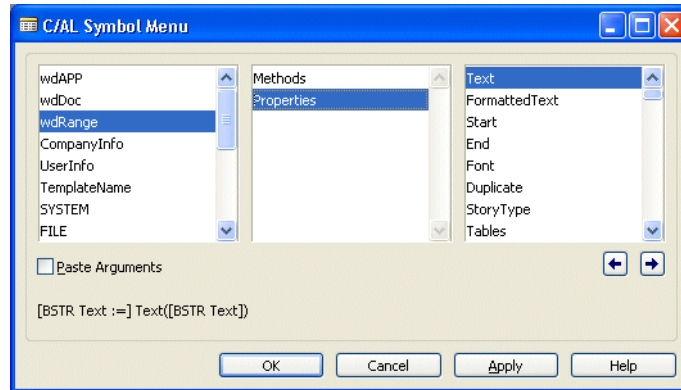 C/AL Symbol Menu
wdAPP
wdDoc
wdRange
CompanyInfo
UserInfo
TemplateName
SYSTEM
FILE
Methods
Properties
Text
FormattedText
Start
End
Font
Duplicate
StoryType
Tables
Paste Arguments
[BSTR Text :=] Text([BSTR Text])
OK Cancel Apply Help